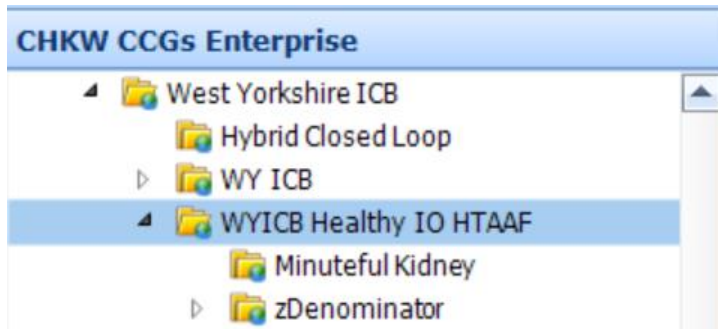 CHKW CCGs Enterprise
West Yorkshire ICB
Hybrid Closed Loop
WY ICB
WYICB Healthy IO HTAAF
Minuteful Kidney
zDenominator